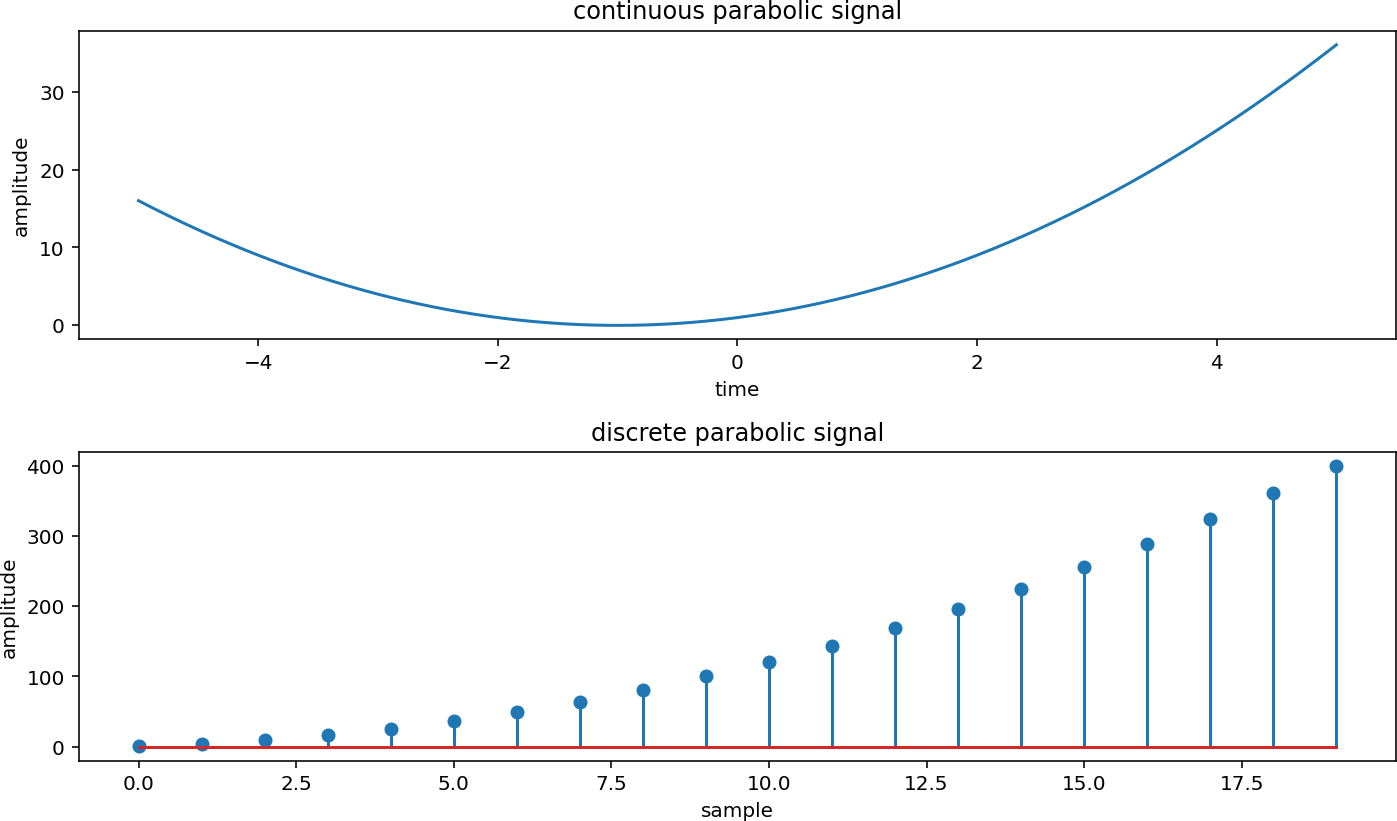 continuous parabolic signal
30
20
10
0
amplitude
−4 −2 0 2 4
time
discrete parabolic signal
400
300
200
100
0
amplitude
0.0 2.5 5.0 7.5 10.0 12.5 15.0 17.5
sample